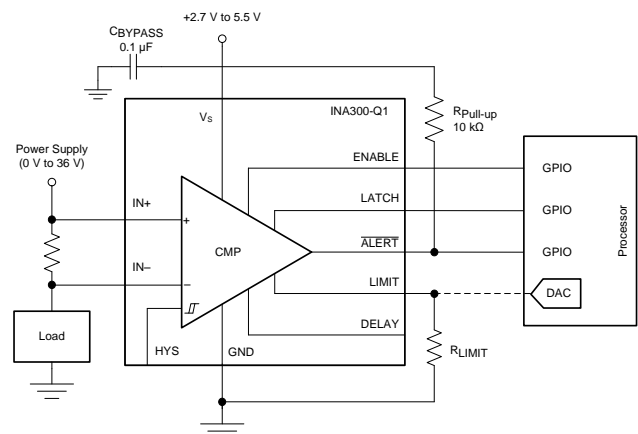 +2.7 V to 5.5 V
CBYPASS
0.1 µF
INA300-Q1
RPull-up
10 kΩ
VS
Power Supply
(0 V to 36 V)
ENABLE
GPIO
IN+
LATCH
GPIO
+
Processor
CMP
ALERT
GPIO
IN–
–
LIMIT
DAC
Load
DELAY
HYS
GND
RLIMIT